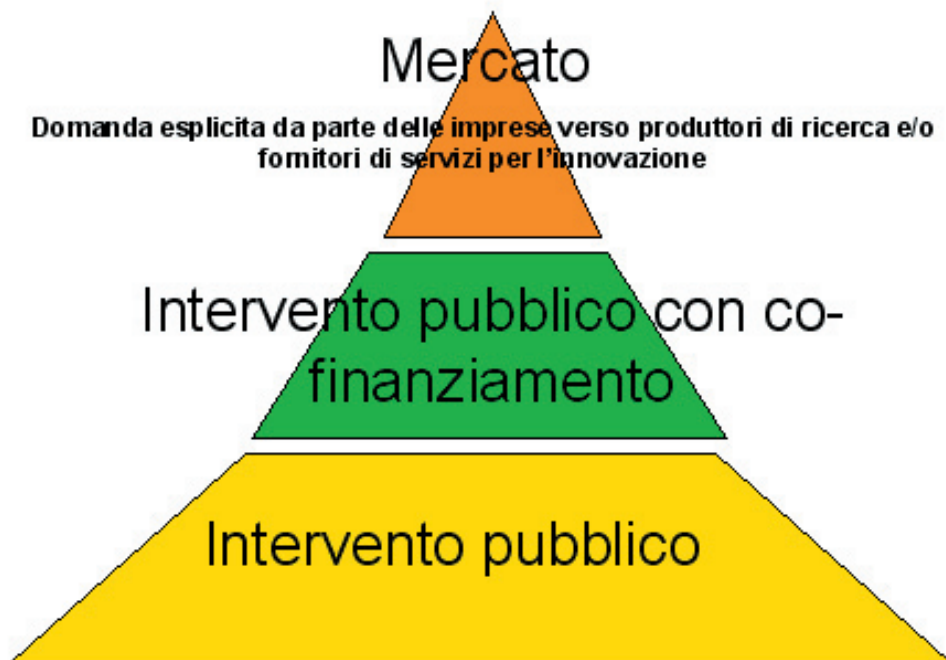 Mercato
Domanda esplicita da parte delle imprese verso produttori di ricerca e/o
fornitori di servizi per l'innovazione
Intervento pubblico con co-
finanziamento
Intervento pubblico